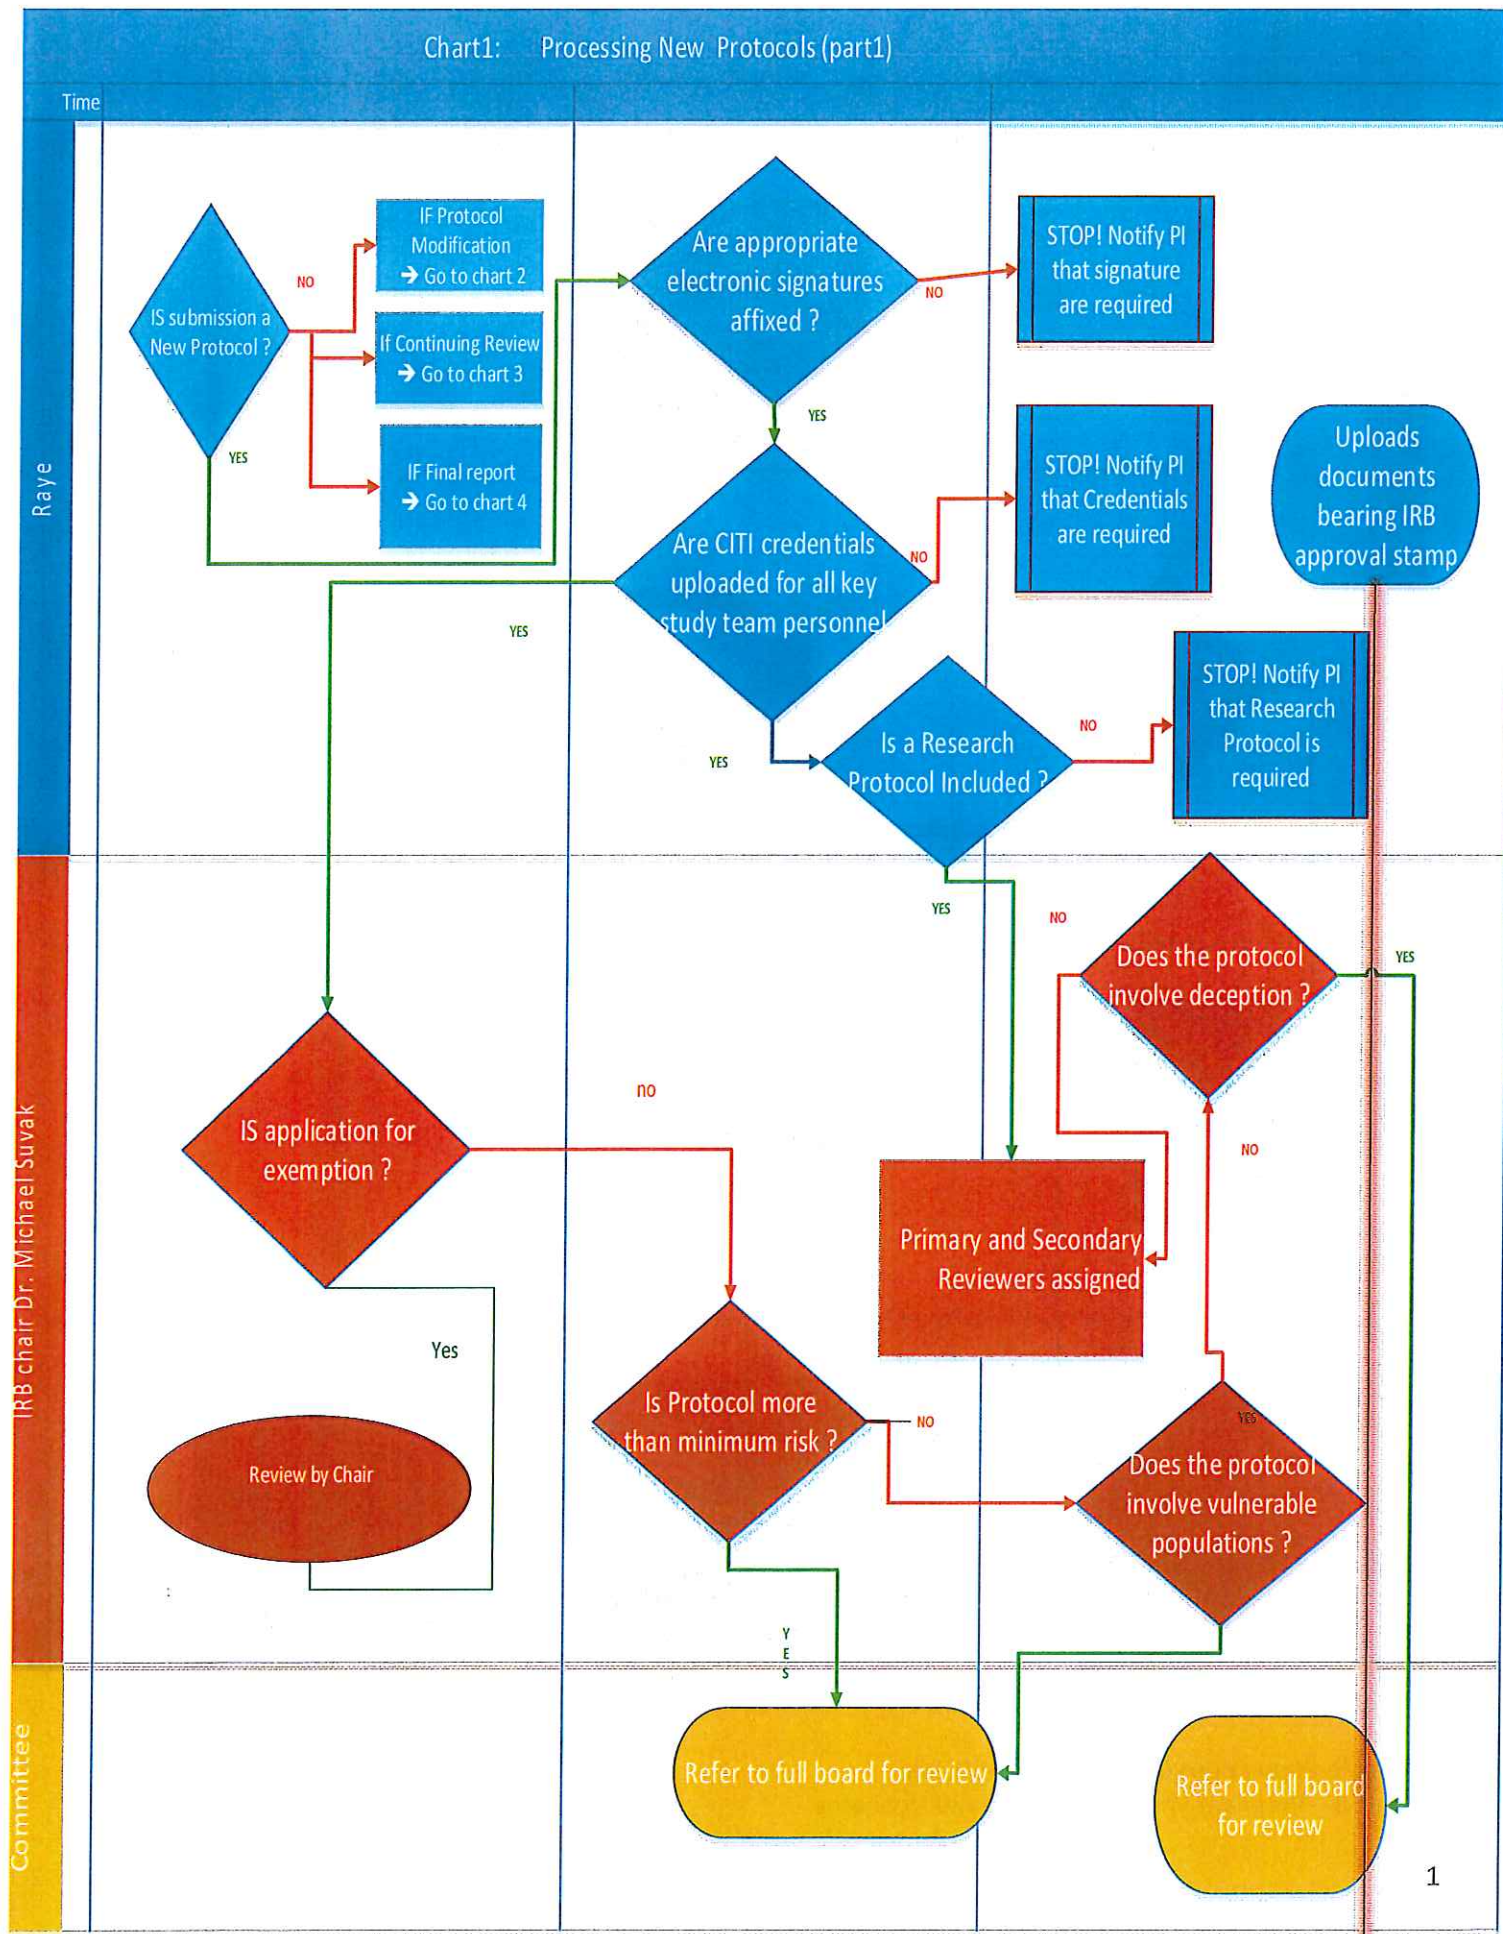 Chart1: Processing New Protocols (part1)
Time
Raye
IS submission a
New Protocol ?
NO
YES
IF Protocol
Modification
→ Go to chart 2
If Continuing Review
→ Go to chart 3
IF Final report
→ Go to chart 4
Are appropriate
electronic signatures
affixed ?
NO
YES
STOP! Notify PI
that signature
are required
Are CITI credentials
uploaded for all key
study team personnel
NO
YES
YES
STOP! Notify PI
that Credentials
are required
Uploads
documents
bearing IRB
approval stamp
Is a Research
Protocol Included ?
NO
YES
STOP! Notify PI
that Research
Protocol is
required
IRB chair Dr. Michael Suvak
IS application for
exemption ?
no
Yes
Review by Chair
Is Protocol more
than minimum risk ?
NO
Y
E
S
Primary and Secondary
Reviewers assigned
Does the protocol
involve deception ?
NO
YES
NO
YES
Does the protocol
involve vulnerable
populations ?
Committee
Refer to full board for review
Refer to full board
for review
1